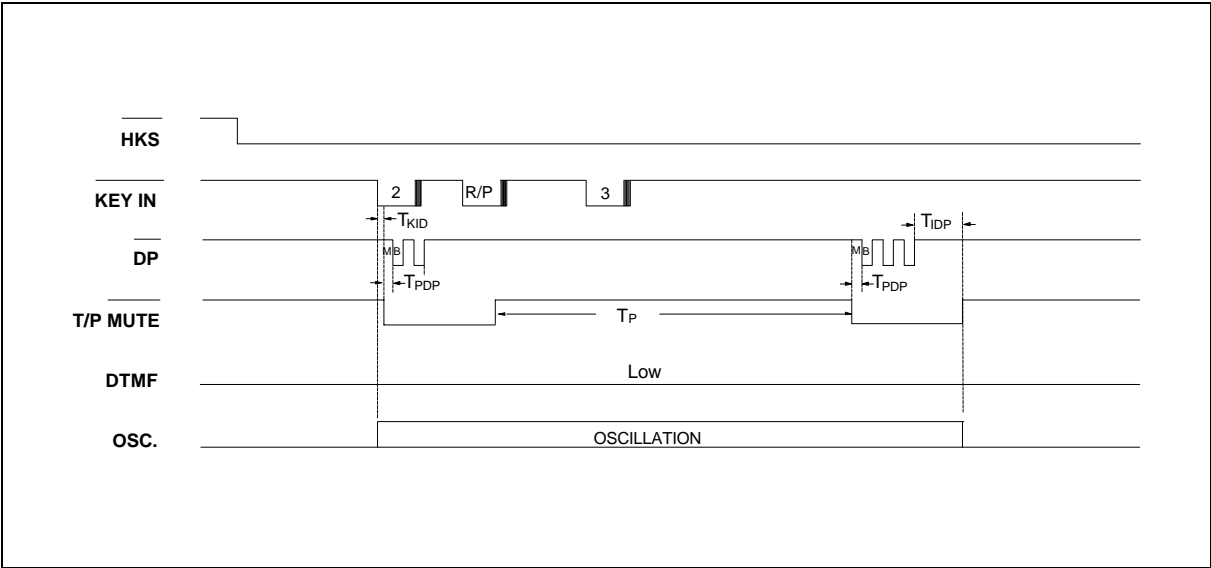 HKS
KEY IN
2
R/P
3
TKID
TIDP
DP
M B
M B
TPDP
TPDP
T/P MUTE
TP
DTMF
Low
OSC.
OSCILLATION